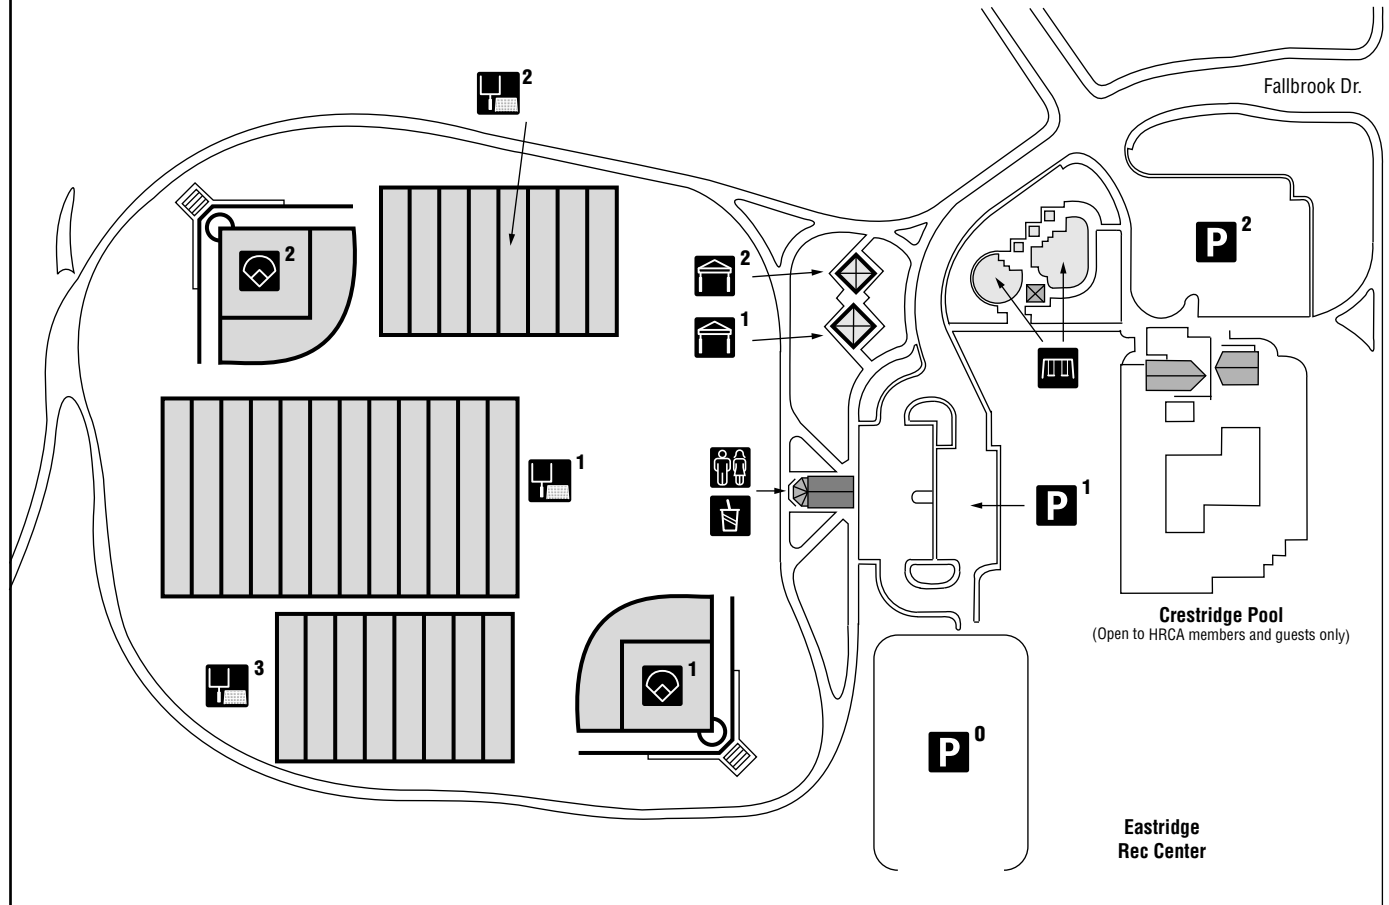 2
Fallbrook Dr.
P 2
2
2
1
1
P 1
Crestridge Pool
(Open to HRCA members and guests only)
3
1
P 0
Eastridge
Rec Center